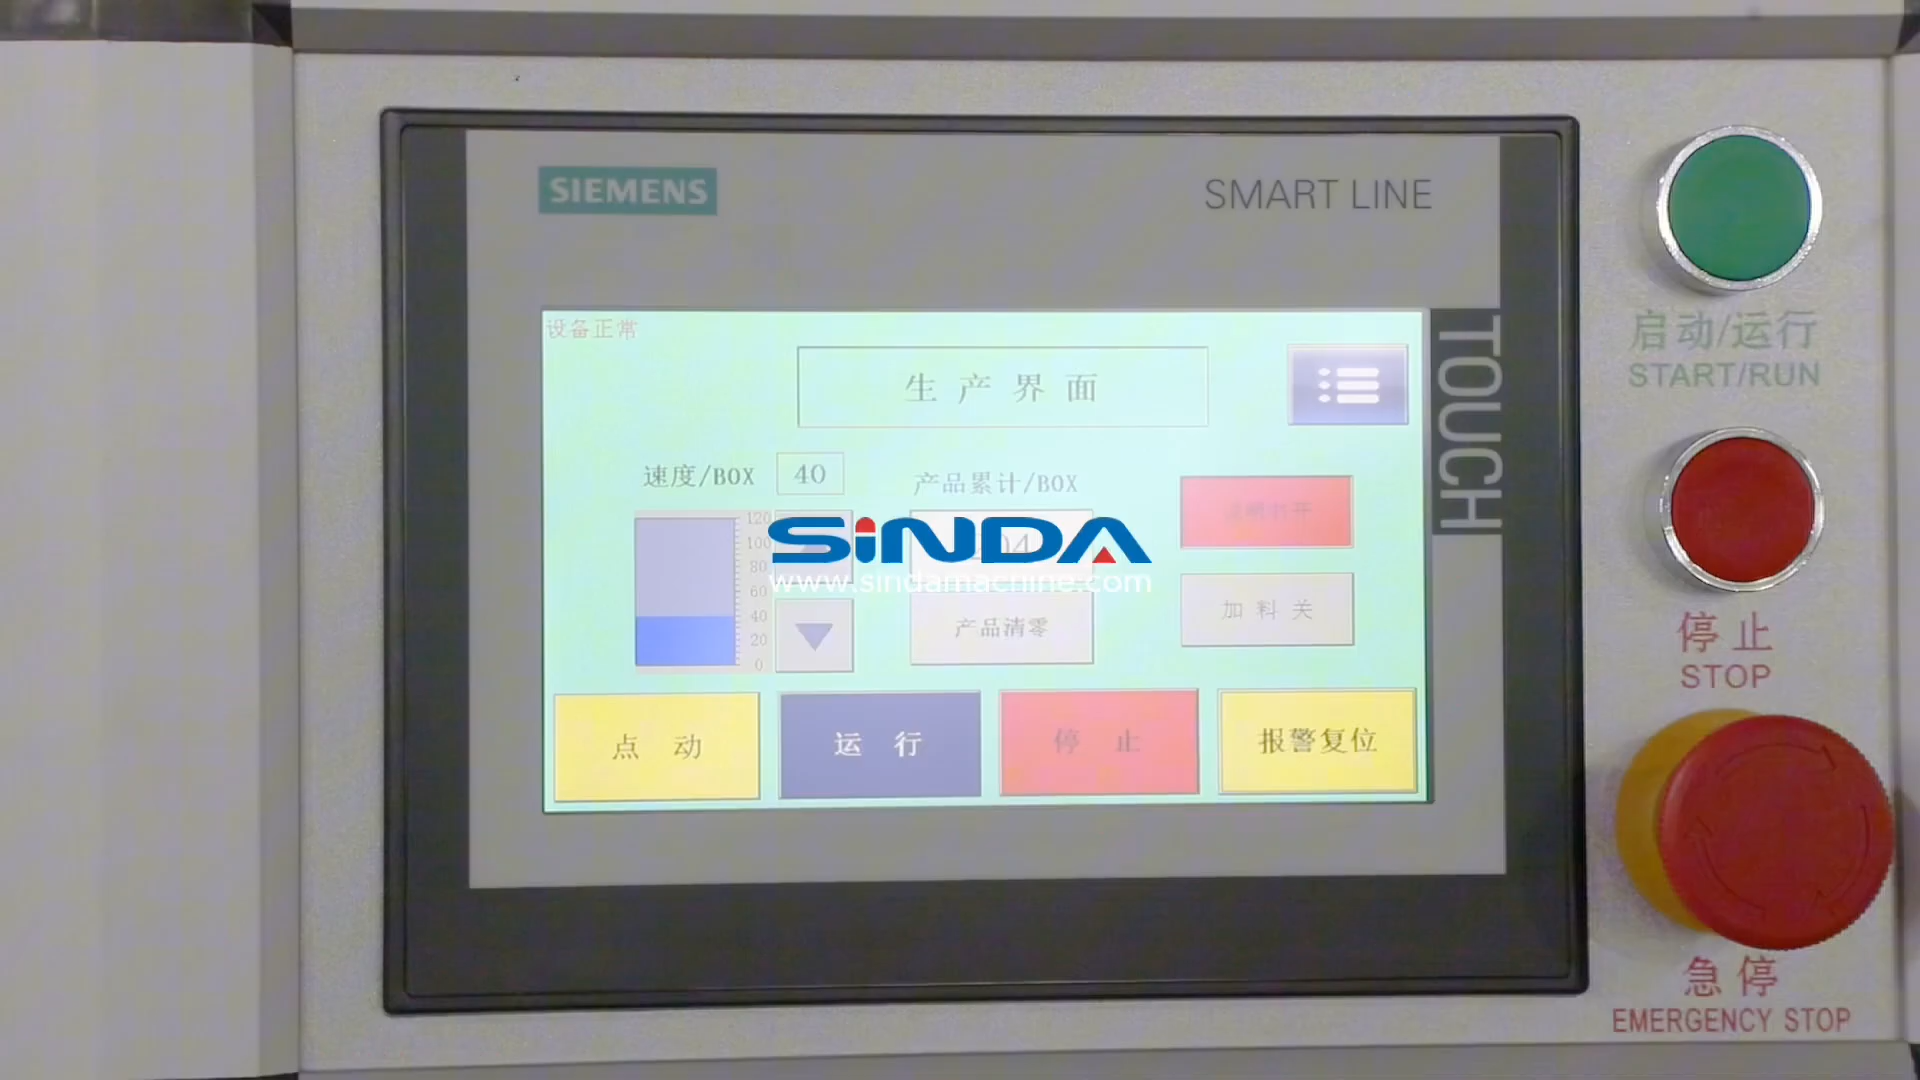 SIEMENS
SMART LINE
TOUCH
设备正常
生产界面
速度/BOX 40
产品累计/BOX
120
100
80
60
40
20
0
SINDA
www.sindamachine.com
产品清零
加料关
点动
运行
停止
报警复位
启动/运行
START/RUN
停止
STOP
急停
EMERGENCY STOP